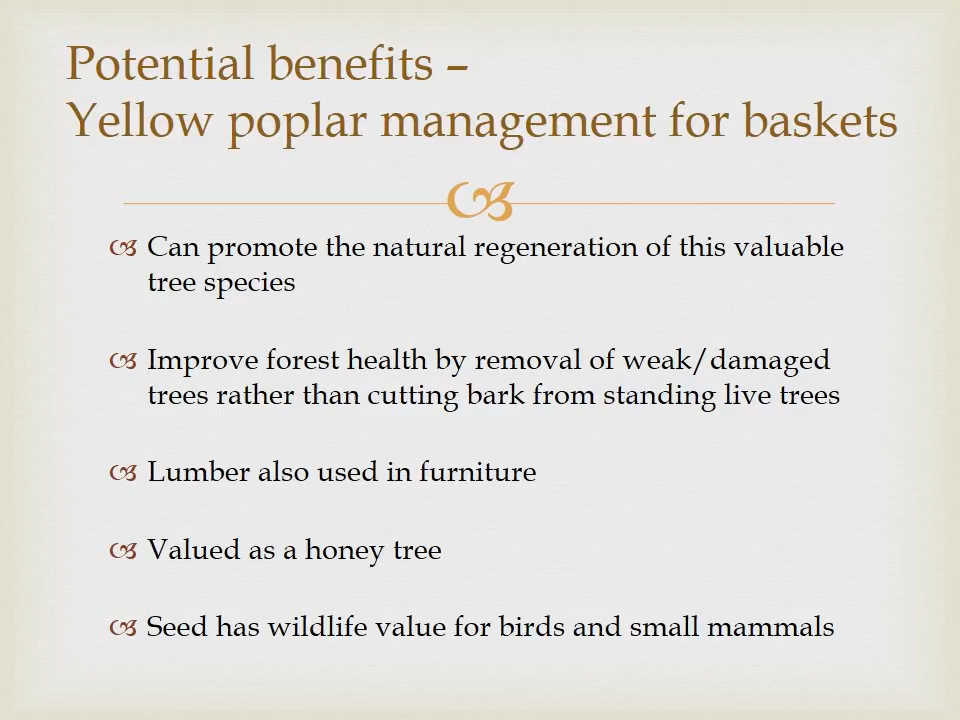 Potential benefits –
Yellow poplar management for baskets
Can promote the natural regeneration of this valuable
tree species
Improve forest health by removal of weak/damaged
trees rather than cutting bark from standing live trees
Lumber also used in furniture
Valued as a honey tree
Seed has wildlife value for birds and small mammals